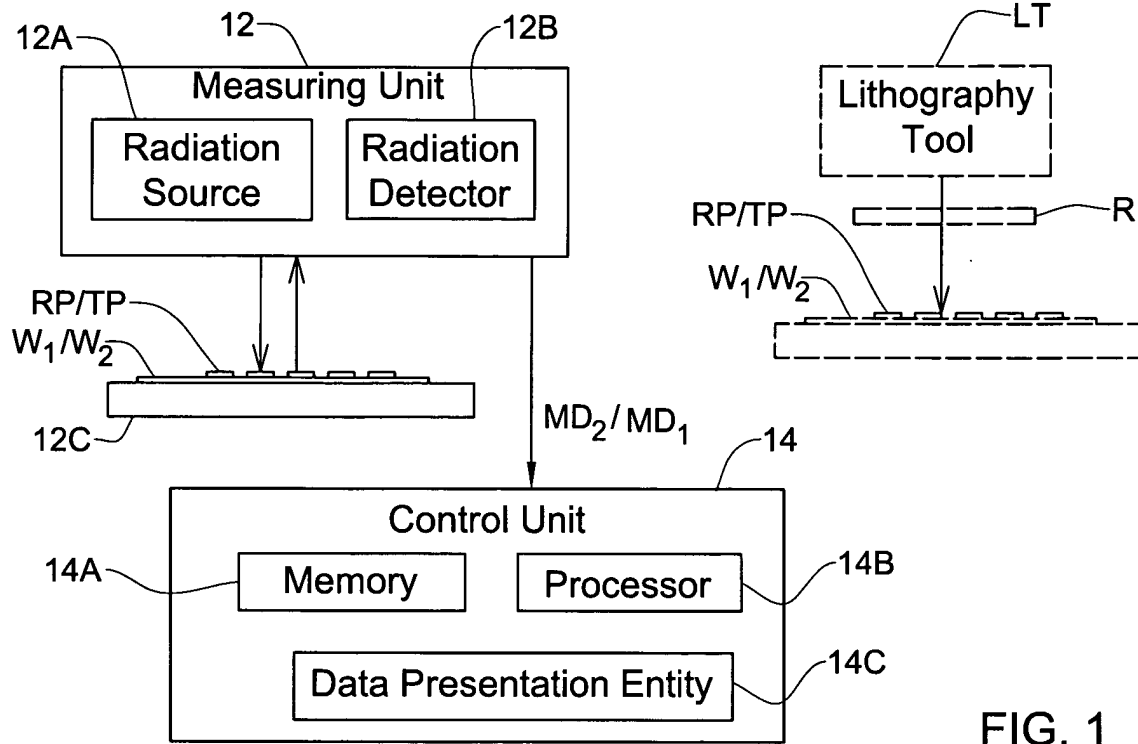 12A
12
12B
LT
Measuring Unit
Radiation
Source
Radiation
Detector
Lithography
Tool
RP/TP
R
W₁/W₂
RP/TP
W₁/W₂
12C
MD₂/MD₁
14
Control Unit
14A
Memory
Processor
14B
Data Presentation Entity
14C
FIG. 1